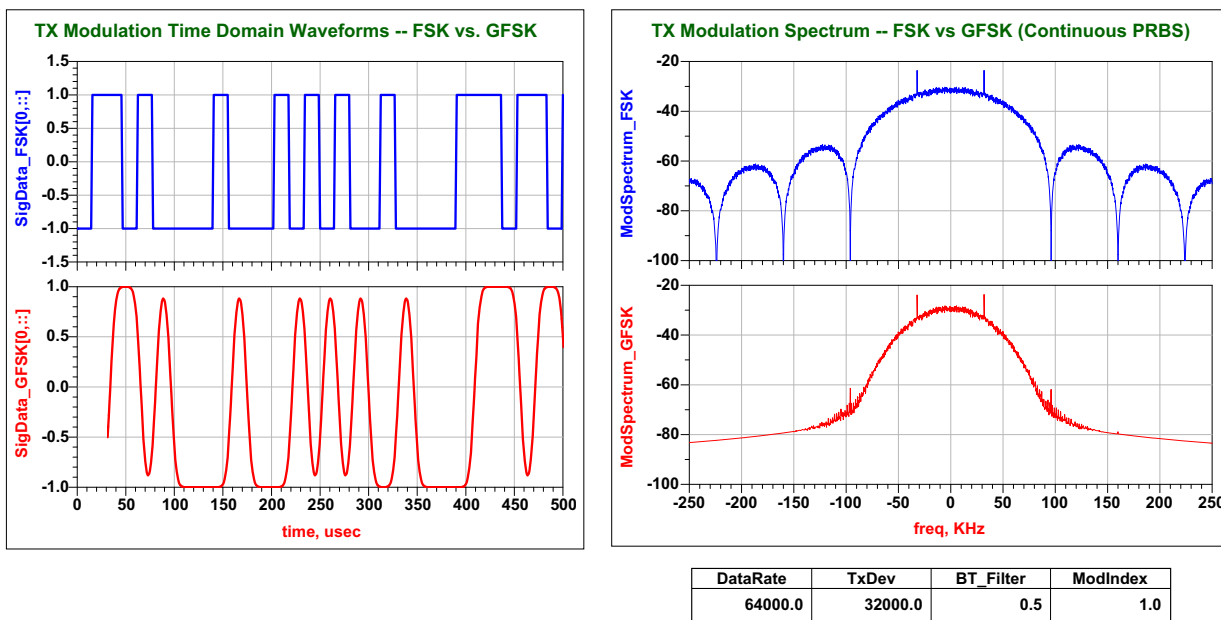 TX Modulation Time Domain Waveforms -- FSK vs. GFSK
SigData_FSK[0,::]
1.5
1.0
0.5
0.0
-0.5
-1.0
-1.5
SigData_GFSK[0,::]
1.0
0.5
0.0
-0.5
-1.0
0 50 100 150 200 250 300 350 400 450 500
time, usec
TX Modulation Spectrum -- FSK vs GFSK (Continuous PRBS)
ModSpectrum_FSK
-20
-40
-60
-80
-100
ModSpectrum_GFSK
-20
-40
-60
-80
-100
-250 -200 -150 -100 -50 0 50 100 150 200 250
freq, KHz
DataRate TxDev BT_Filter ModIndex
64000.0 32000.0 0.5 1.0